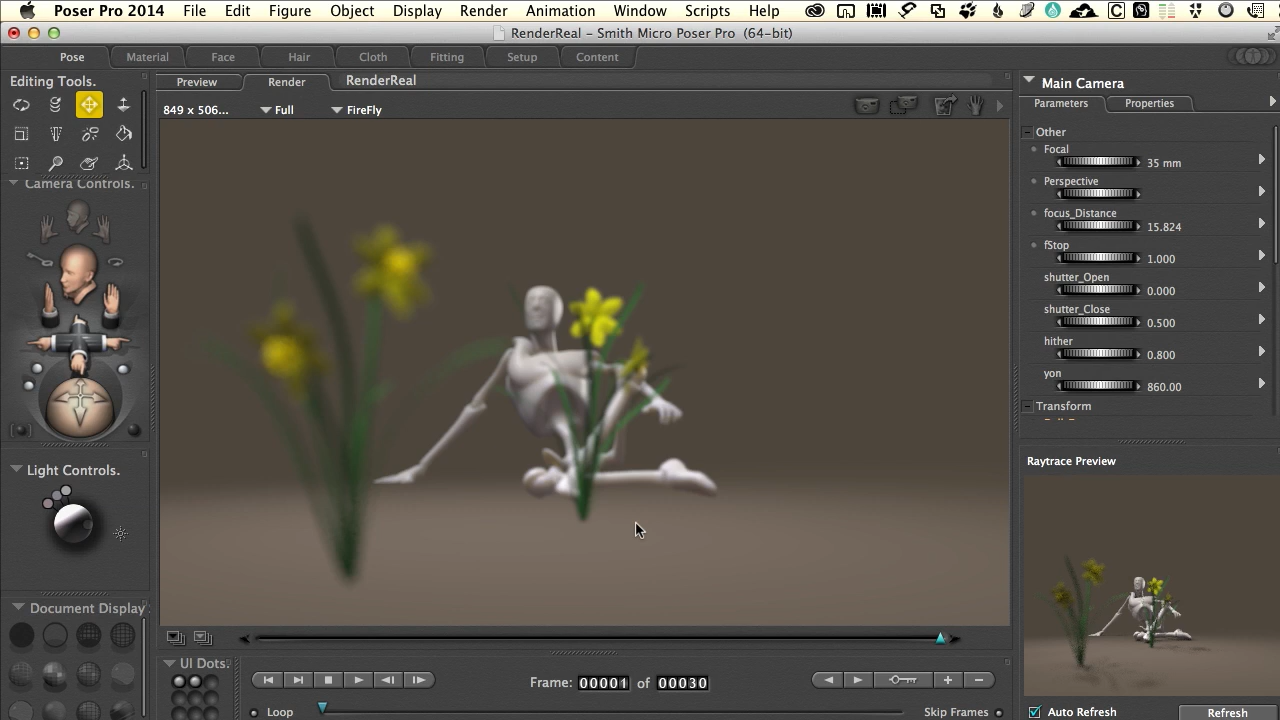 Poser Pro 2014 File Edit Figure Object Display Render Animation Window Scripts Help
RenderReal – Smith Micro Poser Pro (64-bit)
Pose Material Face Hair Cloth Fitting Setup Content
Editing Tools.
Preview Render RenderReal
849 x 506... Full FireFly
Camera Controls.
Light Controls.
Document Display
UI Dots.
Frame: 00001 of 00030
Loop
Skip Frames
Main Camera
Parameters Properties
Other
Focal
35 mm
Perspective
focus_Distance
15.824
fStop
1.000
shutter_Open
0.000
shutter_Close
0.500
hither
0.800
yon
860.00
Transform
Raytrace Preview
Auto Refresh Refresh